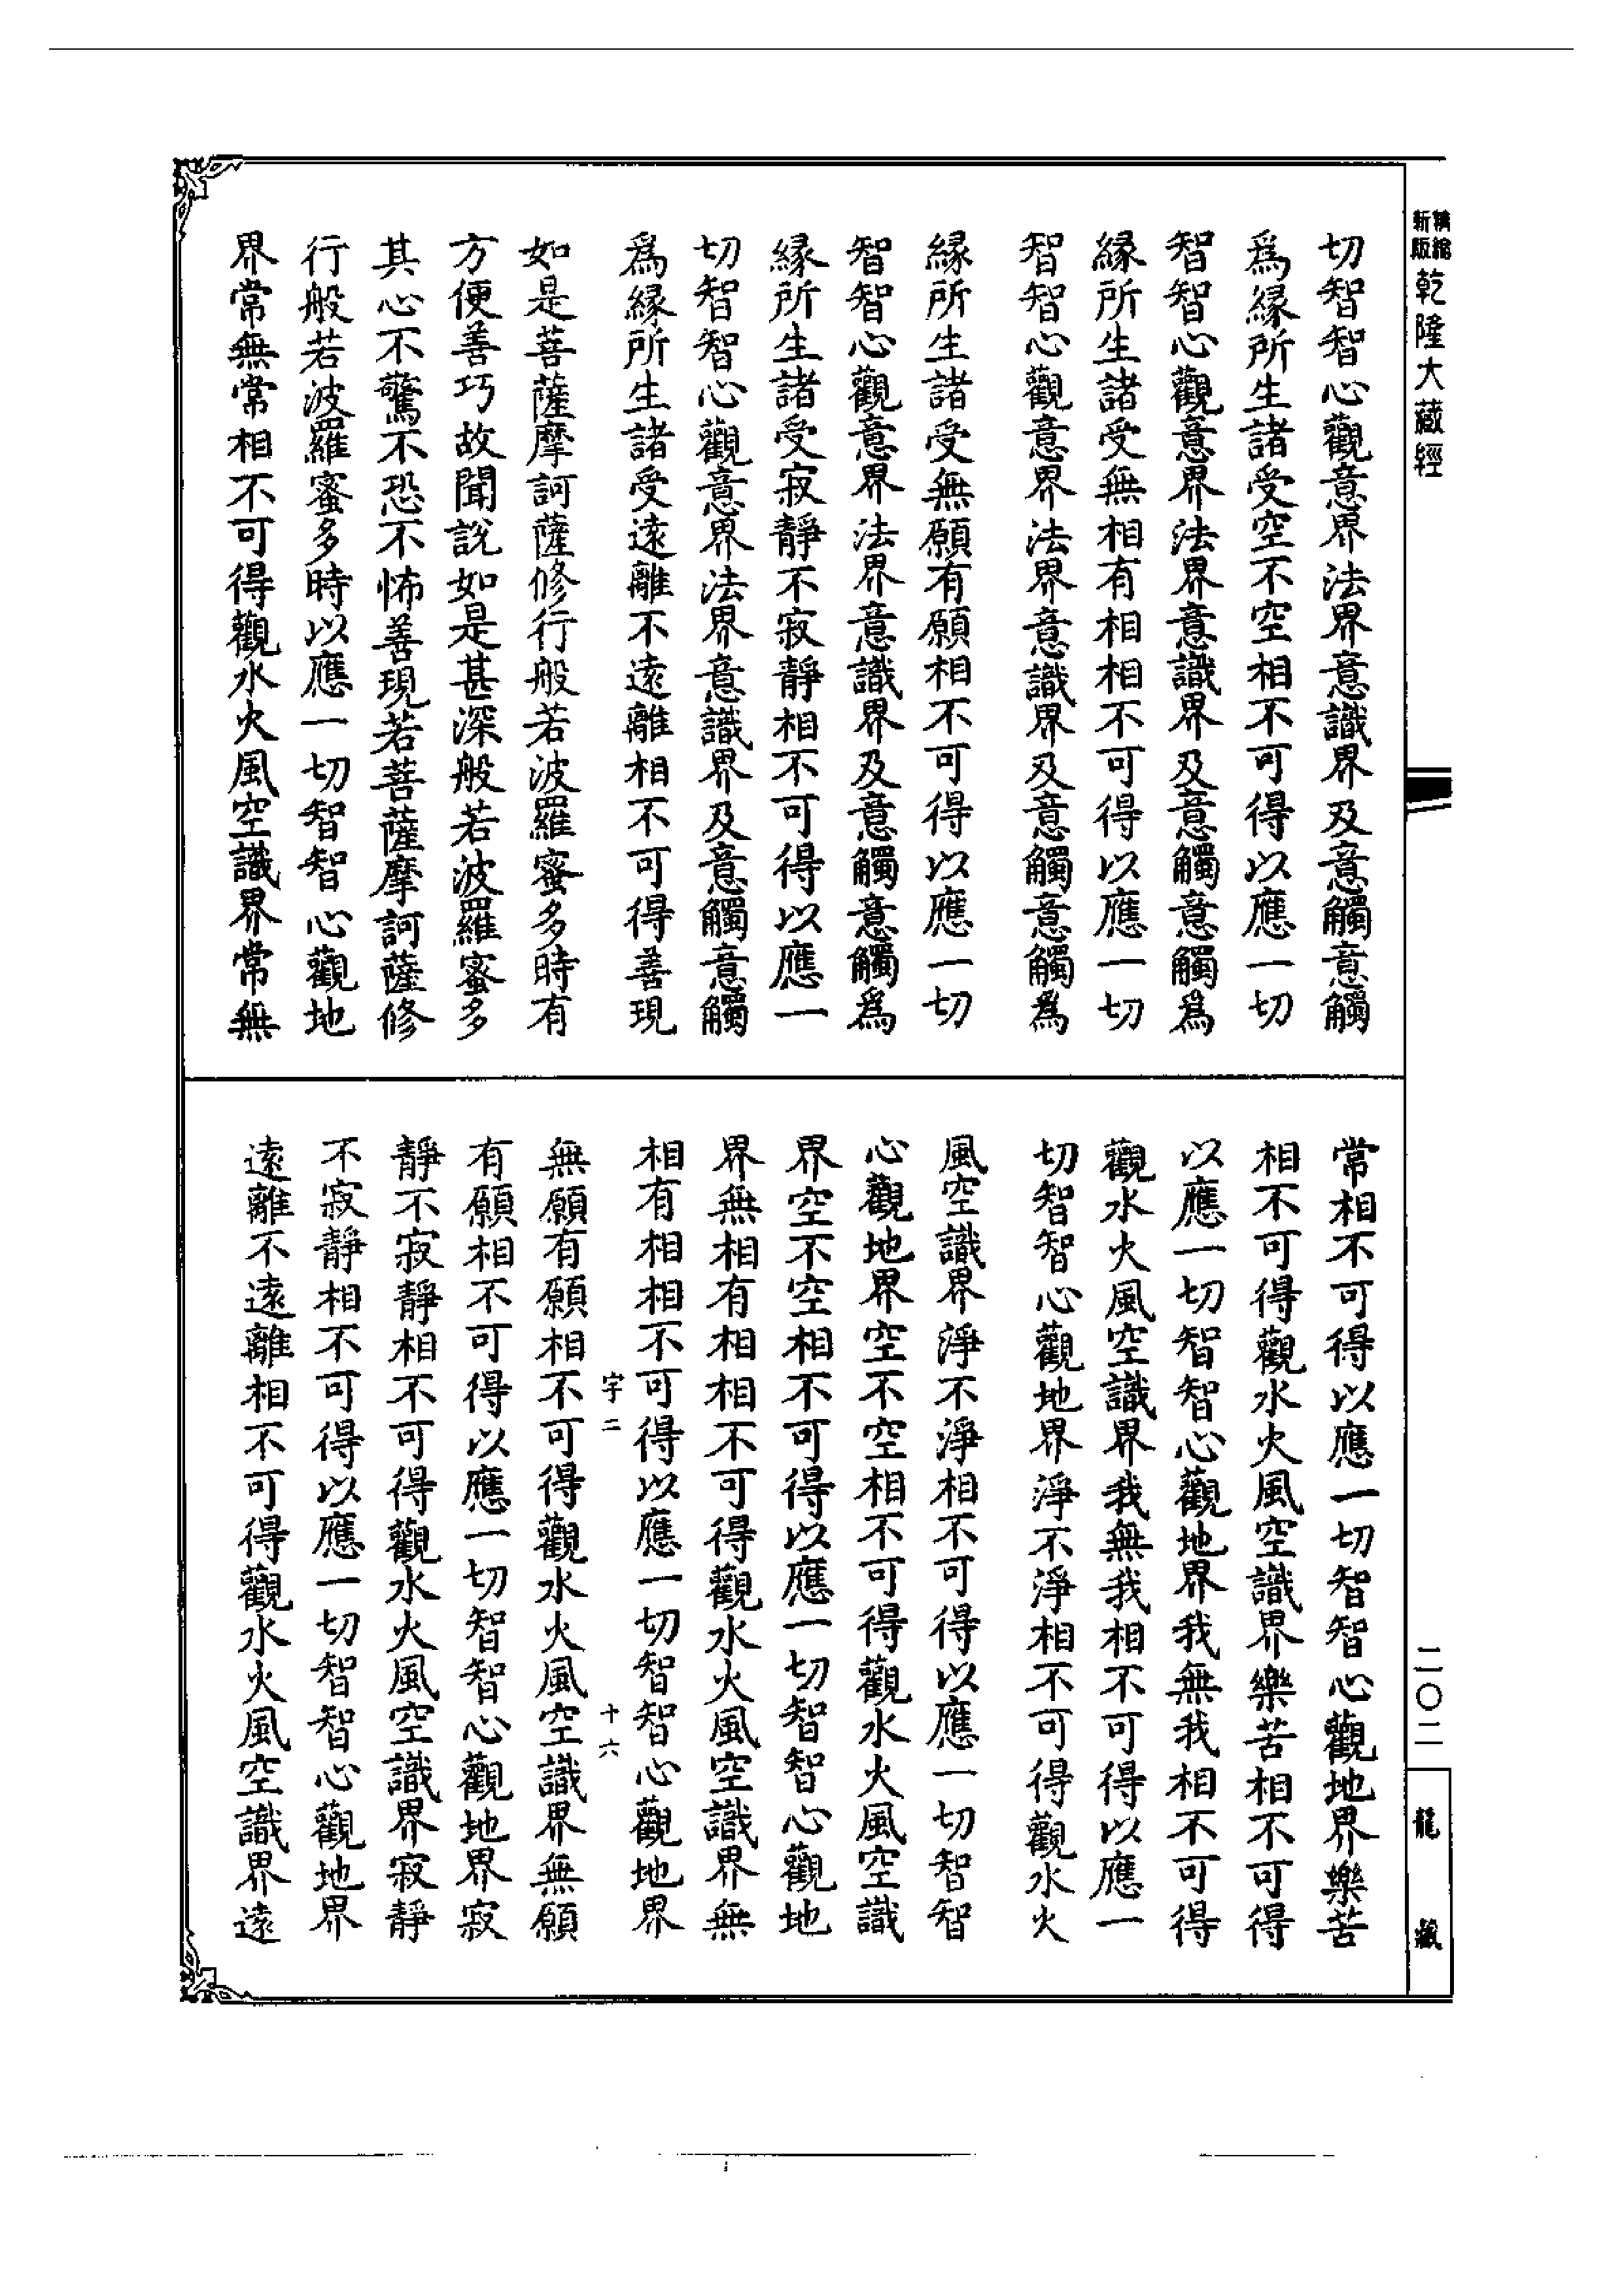 新版
精縮
乾隆大藏經
二〇二
龍藏
切智智心觀意界法界意識界及意觸意觸
爲緣所生諸受空不空相不可得以應一切
智智心觀意界法界意識界及意觸意觸爲
緣所生諸受無相有相相不可得以應一切
智智心觀意界法界意識界及意觸意觸爲
緣所生諸受無願有願相不可得以應一切
智智心觀意界法界意識界及意觸意觸爲
緣所生諸受寂靜不寂靜相不可得以應一
切智智心觀意界法界意識界及意觸意觸
爲緣所生諸受遠離不遠離相不可得善現
如是菩薩摩訶薩修行般若波羅蜜多時有
方便善巧故聞說如是甚深般若波羅蜜多
其心不驚不恐不怖善現若菩薩摩訶薩修
行般若波羅蜜多時以應一切智智心觀地
界常無常相不可得觀水火風空識界常無
常相不可得以應一切智智心觀地界樂苦
相不可得觀水火風空識界樂苦相不可得
以應一切智智心觀地界我無我相不可得
觀水火風空識界我無我相不可得以應一
切智智心觀地界淨不淨相不可得觀水火
風空識界淨不淨相不可得以應一切智智
心觀地界空不空相不可得觀水火風空識
界空不空相不可得以應一切智智心觀地
界無相有相相不可得觀水火風空識界無
相有相相不可得以應一切智智心觀地界
字二 十六
無願有願相不可得觀水火風空識界無願
有願相不可得以應一切智智心觀地界寂
靜不寂靜相不可得觀水火風空識界寂靜
不寂靜相不可得以應一切智智心觀地界
遠離不遠離相不可得觀水火風空識界遠